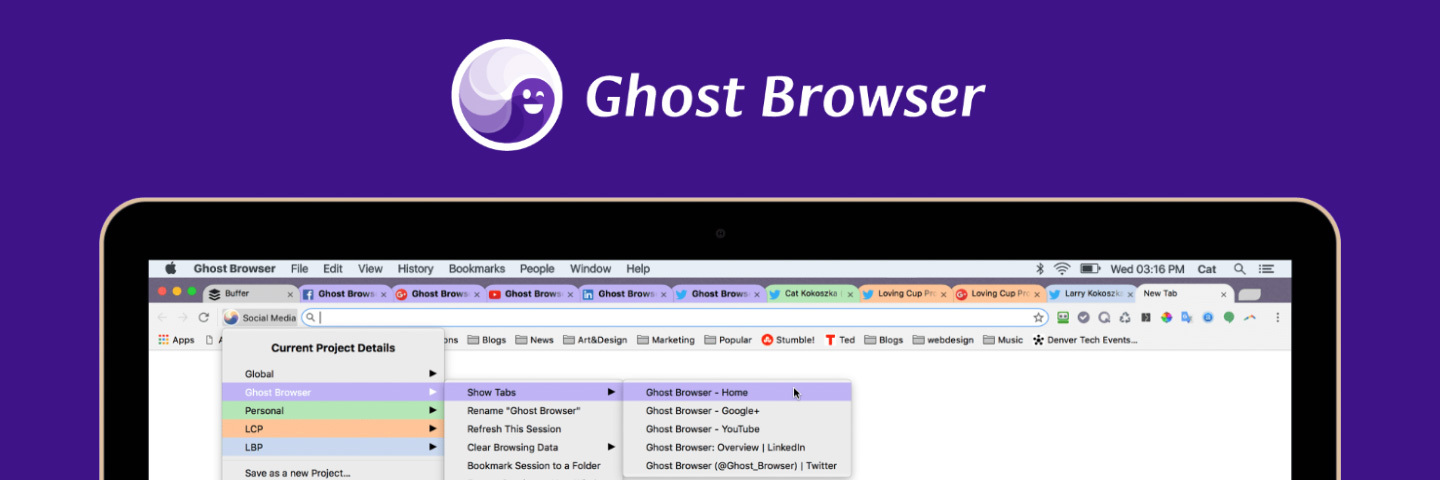 Ghost Browser
Ghost Browser File Edit View History Bookmarks People Window Help Wed 03:16 PM Cat
Buffer Ghost Brows Ghost Brows Ghost Brows Ghost Brows Ghost Brows Cat Kokoszka Loving Cup Pro Loving Cup Pro Larry Kokoszka New Tab
Social Media
Apps Blogs News Art&Design Marketing Popular Stumble! Ted Blogs webdesign Music Denver Tech Events...
Current Project Details
Global
Ghost Browser Show Tabs Ghost Browser - Home
Personal Rename "Ghost Browser" Ghost Browser - Google+
LCP Refresh This Session Ghost Browser - YouTube
LBP Clear Browsing Data Ghost Browser: Overview | LinkedIn
Bookmark Session to a Folder Ghost Browser (@Ghost_Browser) | Twitter
Save as a new Project...